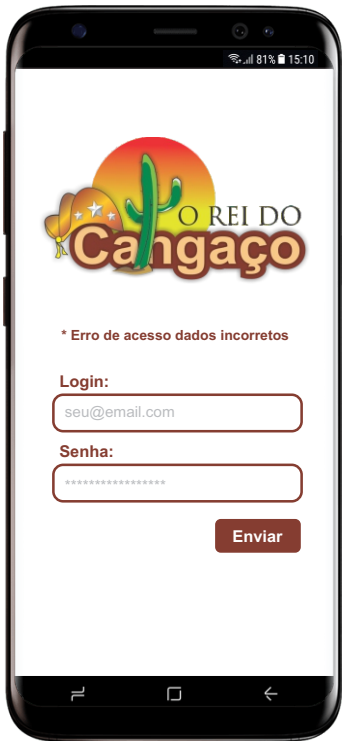 81% 15:10
O REI DO
Cangaço
* Erro de acesso dados incorretos
Login:
seu@email.com
Senha:
*****************
Enviar